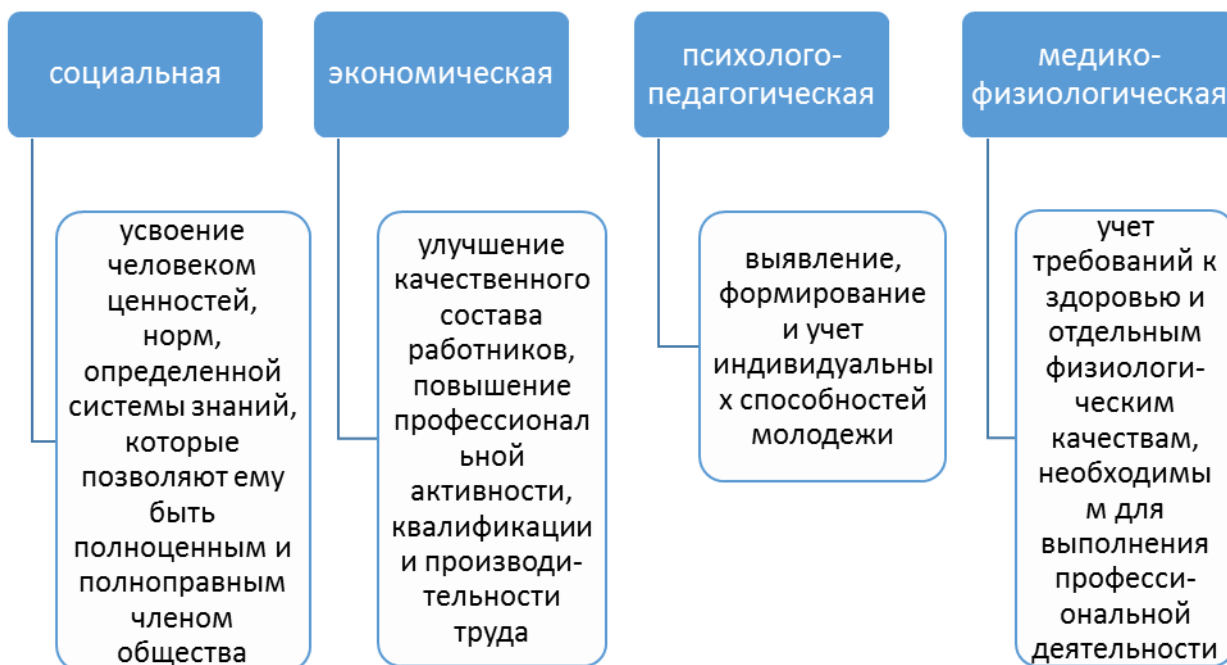 социальная
усвоение
человеком
ценностей,
норм,
определенной
системы знаний,
которые
позволяют ему
быть
полноценным и
полноправным
членом
общества
экономическая
улучшение
качественного
состава
работников,
повышение
профессионал
ьной
активности,
квалификации
и производи-
тельности
труда
психолого-
педагогическая
выявление,
формирование
и учет
индивидуальны
х способностей
молодежи
медико-
физиологическая
учет
требований к
здоровью и
отдельным
физиологи-
ческим
качествам,
необходимы
м для
выполнения
професси-
ональной
деятельности